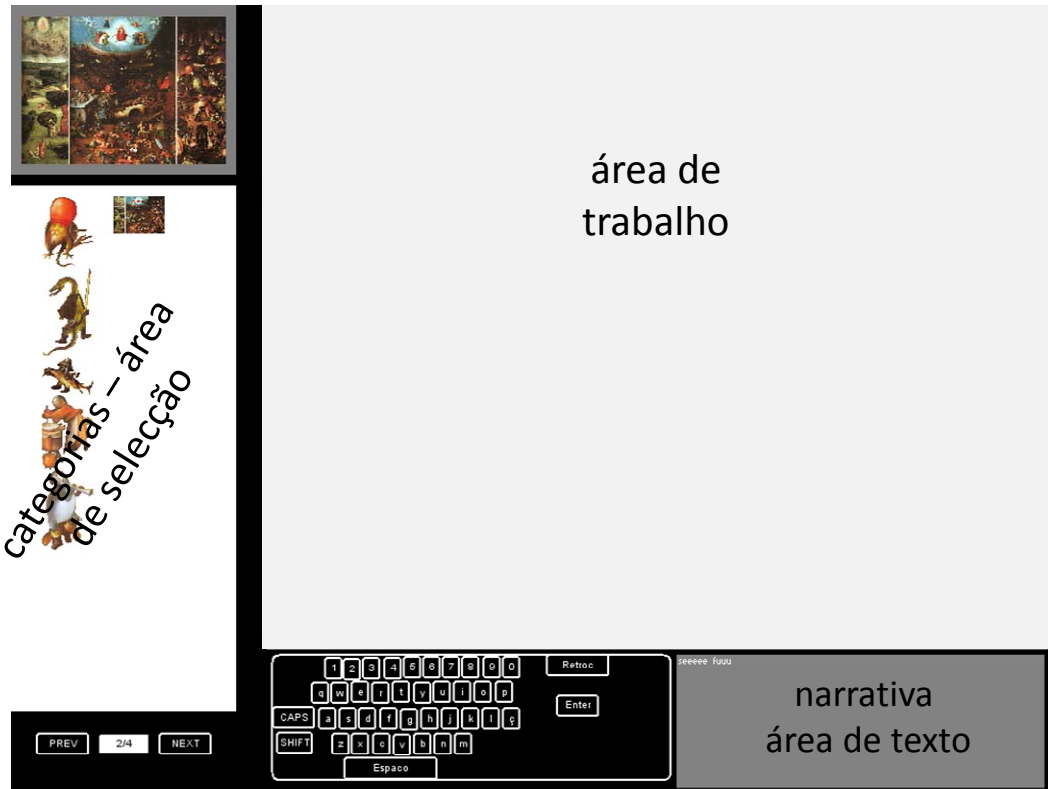 área de
trabalho
categorias – área
de selecção
PREV 2/4 NEXT
1 2 3 4 5 6 7 8 9 0 Retroc
q w e r t y u i o p
Enter
CAPS a s d f g h j k l ç
SHIFT z x c v b n m
Espaco
seeeee fuuu
narrativa
área de texto